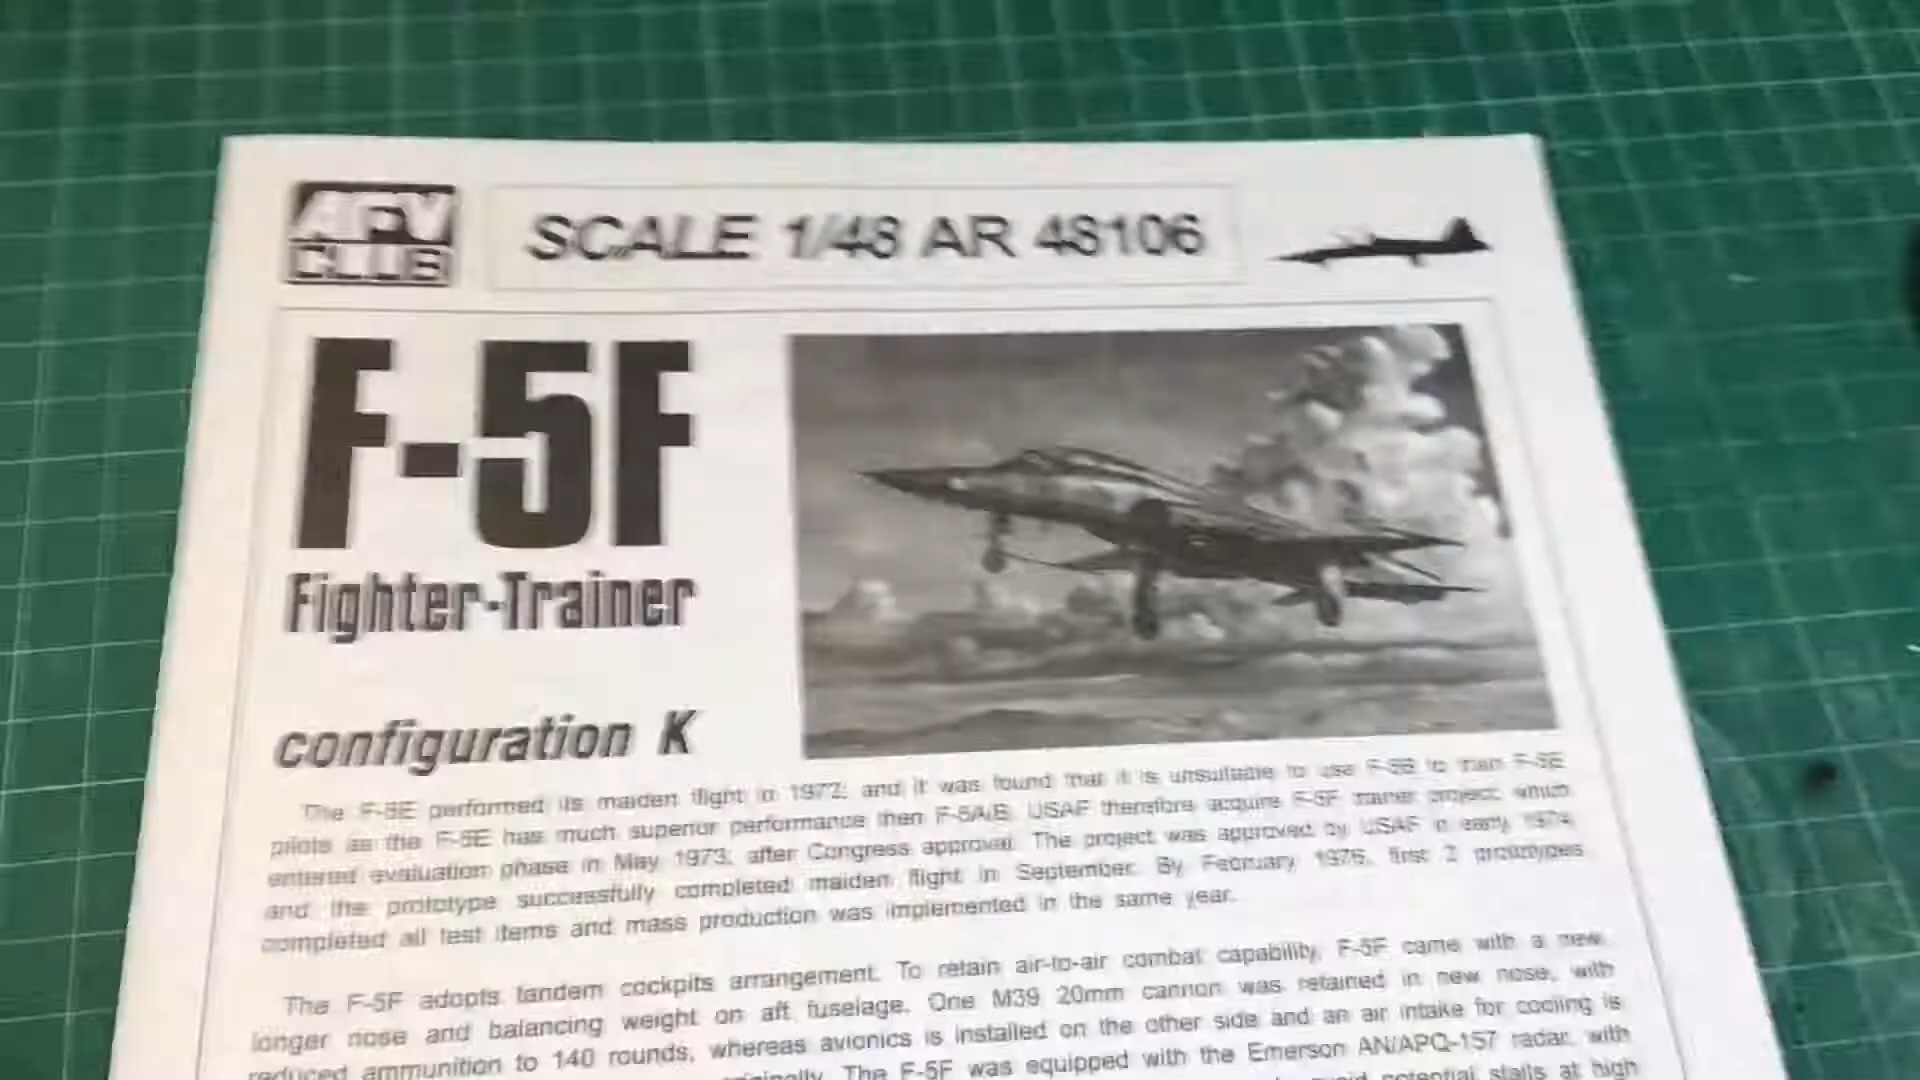 AFV
CLUB
SCALE 1/48 AR 48106
F-5F
Fighter-Trainer
configuration K
The F-5E performed its maiden flight in 1972, and it was found that it is unsuitable to use F-5B to train F-5E
pilots as the F-5E has much superior performance then F-5A/B. USAF therefore acquire F-5F trainer project, which
entered evaluation phase in May 1973, after Congress approval. The project was approved by USAF in early 1974
and the prototype successfully completed maiden flight in September. By February 1976, first 2 prototypes
completed all test items and mass production was implemented in the same year.
The F-5F adopts tandem cockpits arrangement. To retain air-to-air combat capability, F-5F came with a new,
longer nose and balancing weight on aft fuselage. One M39 20mm cannon was retained in new nose, with
reduced ammunition to 140 rounds, whereas avionics is installed on the other side and an air intake for cooling is
The F-5F was equipped with the Emerson AN/APQ-157 radar, with
potential stalls at high